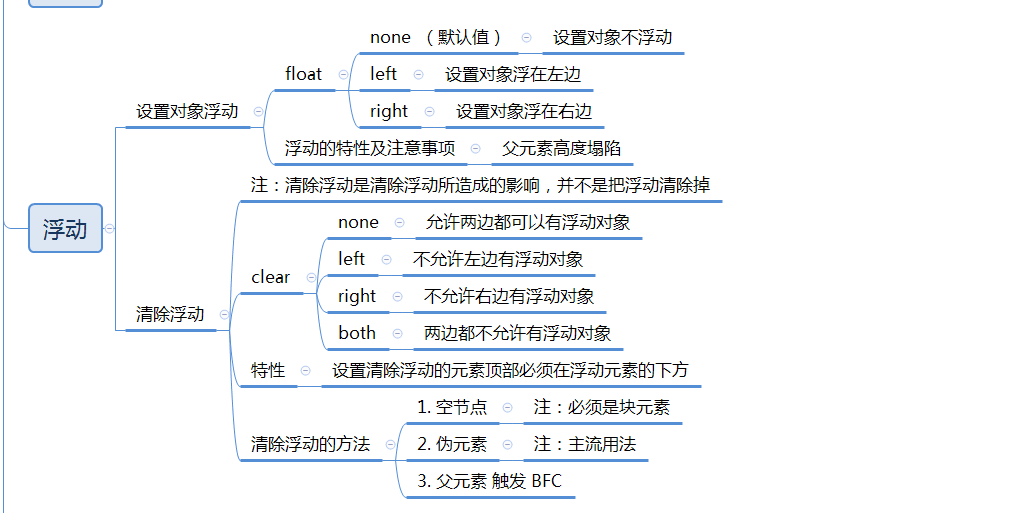 none （默认值） 设置对象不浮动
float left 设置对象浮在左边
设置对象浮动 right 设置对象浮在右边
浮动的特性及注意事项 父元素高度塌陷
注：清除浮动是清除浮动所造成的影响，并不是把浮动清除掉
浮动 none 允许两边都可以有浮动对象
left 不允许左边有浮动对象
clear right 不允许右边有浮动对象
清除浮动 both 两边都不允许有浮动对象
特性 设置清除浮动的元素顶部必须在浮动元素的下方
1. 空节点 注：必须是块元素
清除浮动的方法 2. 伪元素 注：主流用法
3. 父元素 触发 BFC